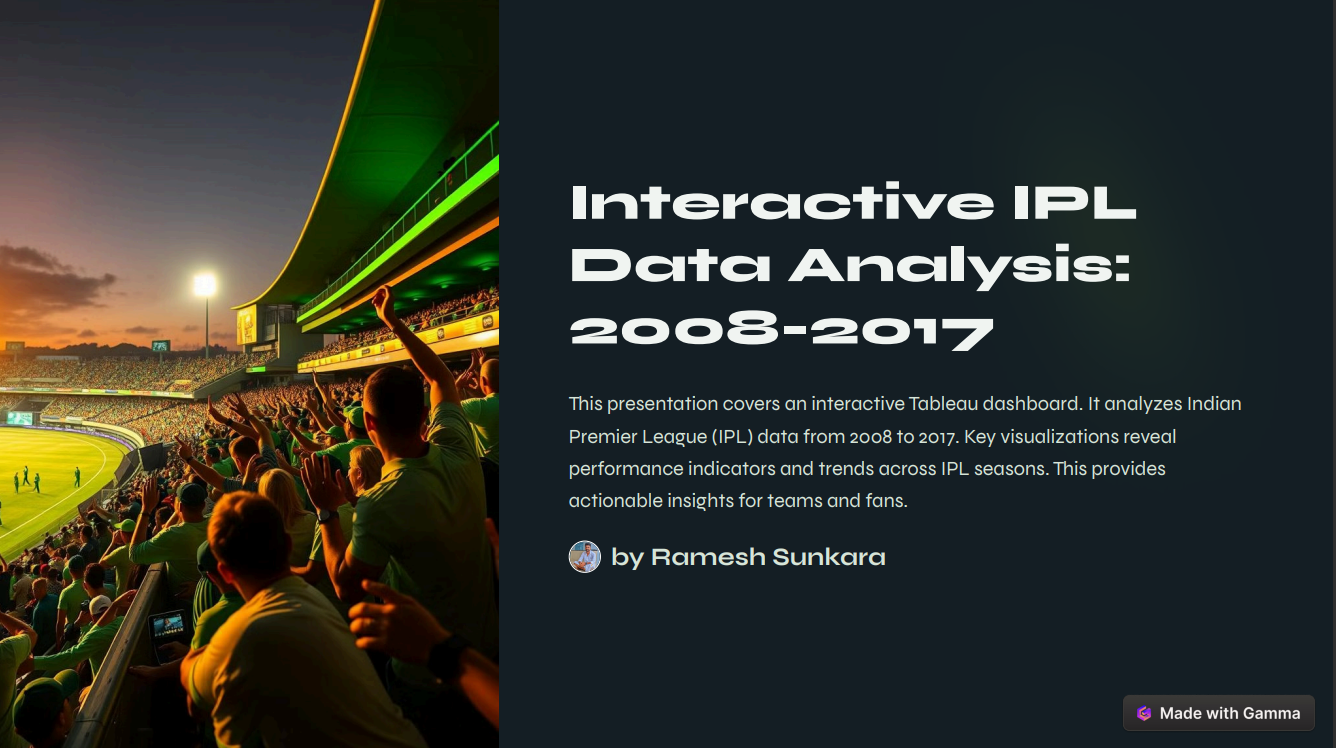 Interactive IPL
Data Analysis:
2008-2017
This presentation covers an interactive Tableau dashboard. It analyzes Indian
Premier League (IPL) data from 2008 to 2017. Key visualizations reveal
performance indicators and trends across IPL seasons. This provides
actionable insights for teams and fans.
by Ramesh Sunkara
Made with Gamma